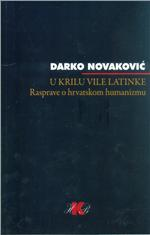 DARKO NOVAKOVIĆ
U KRILU VILE LATINKE
Rasprave o hrvatskom humanizmu